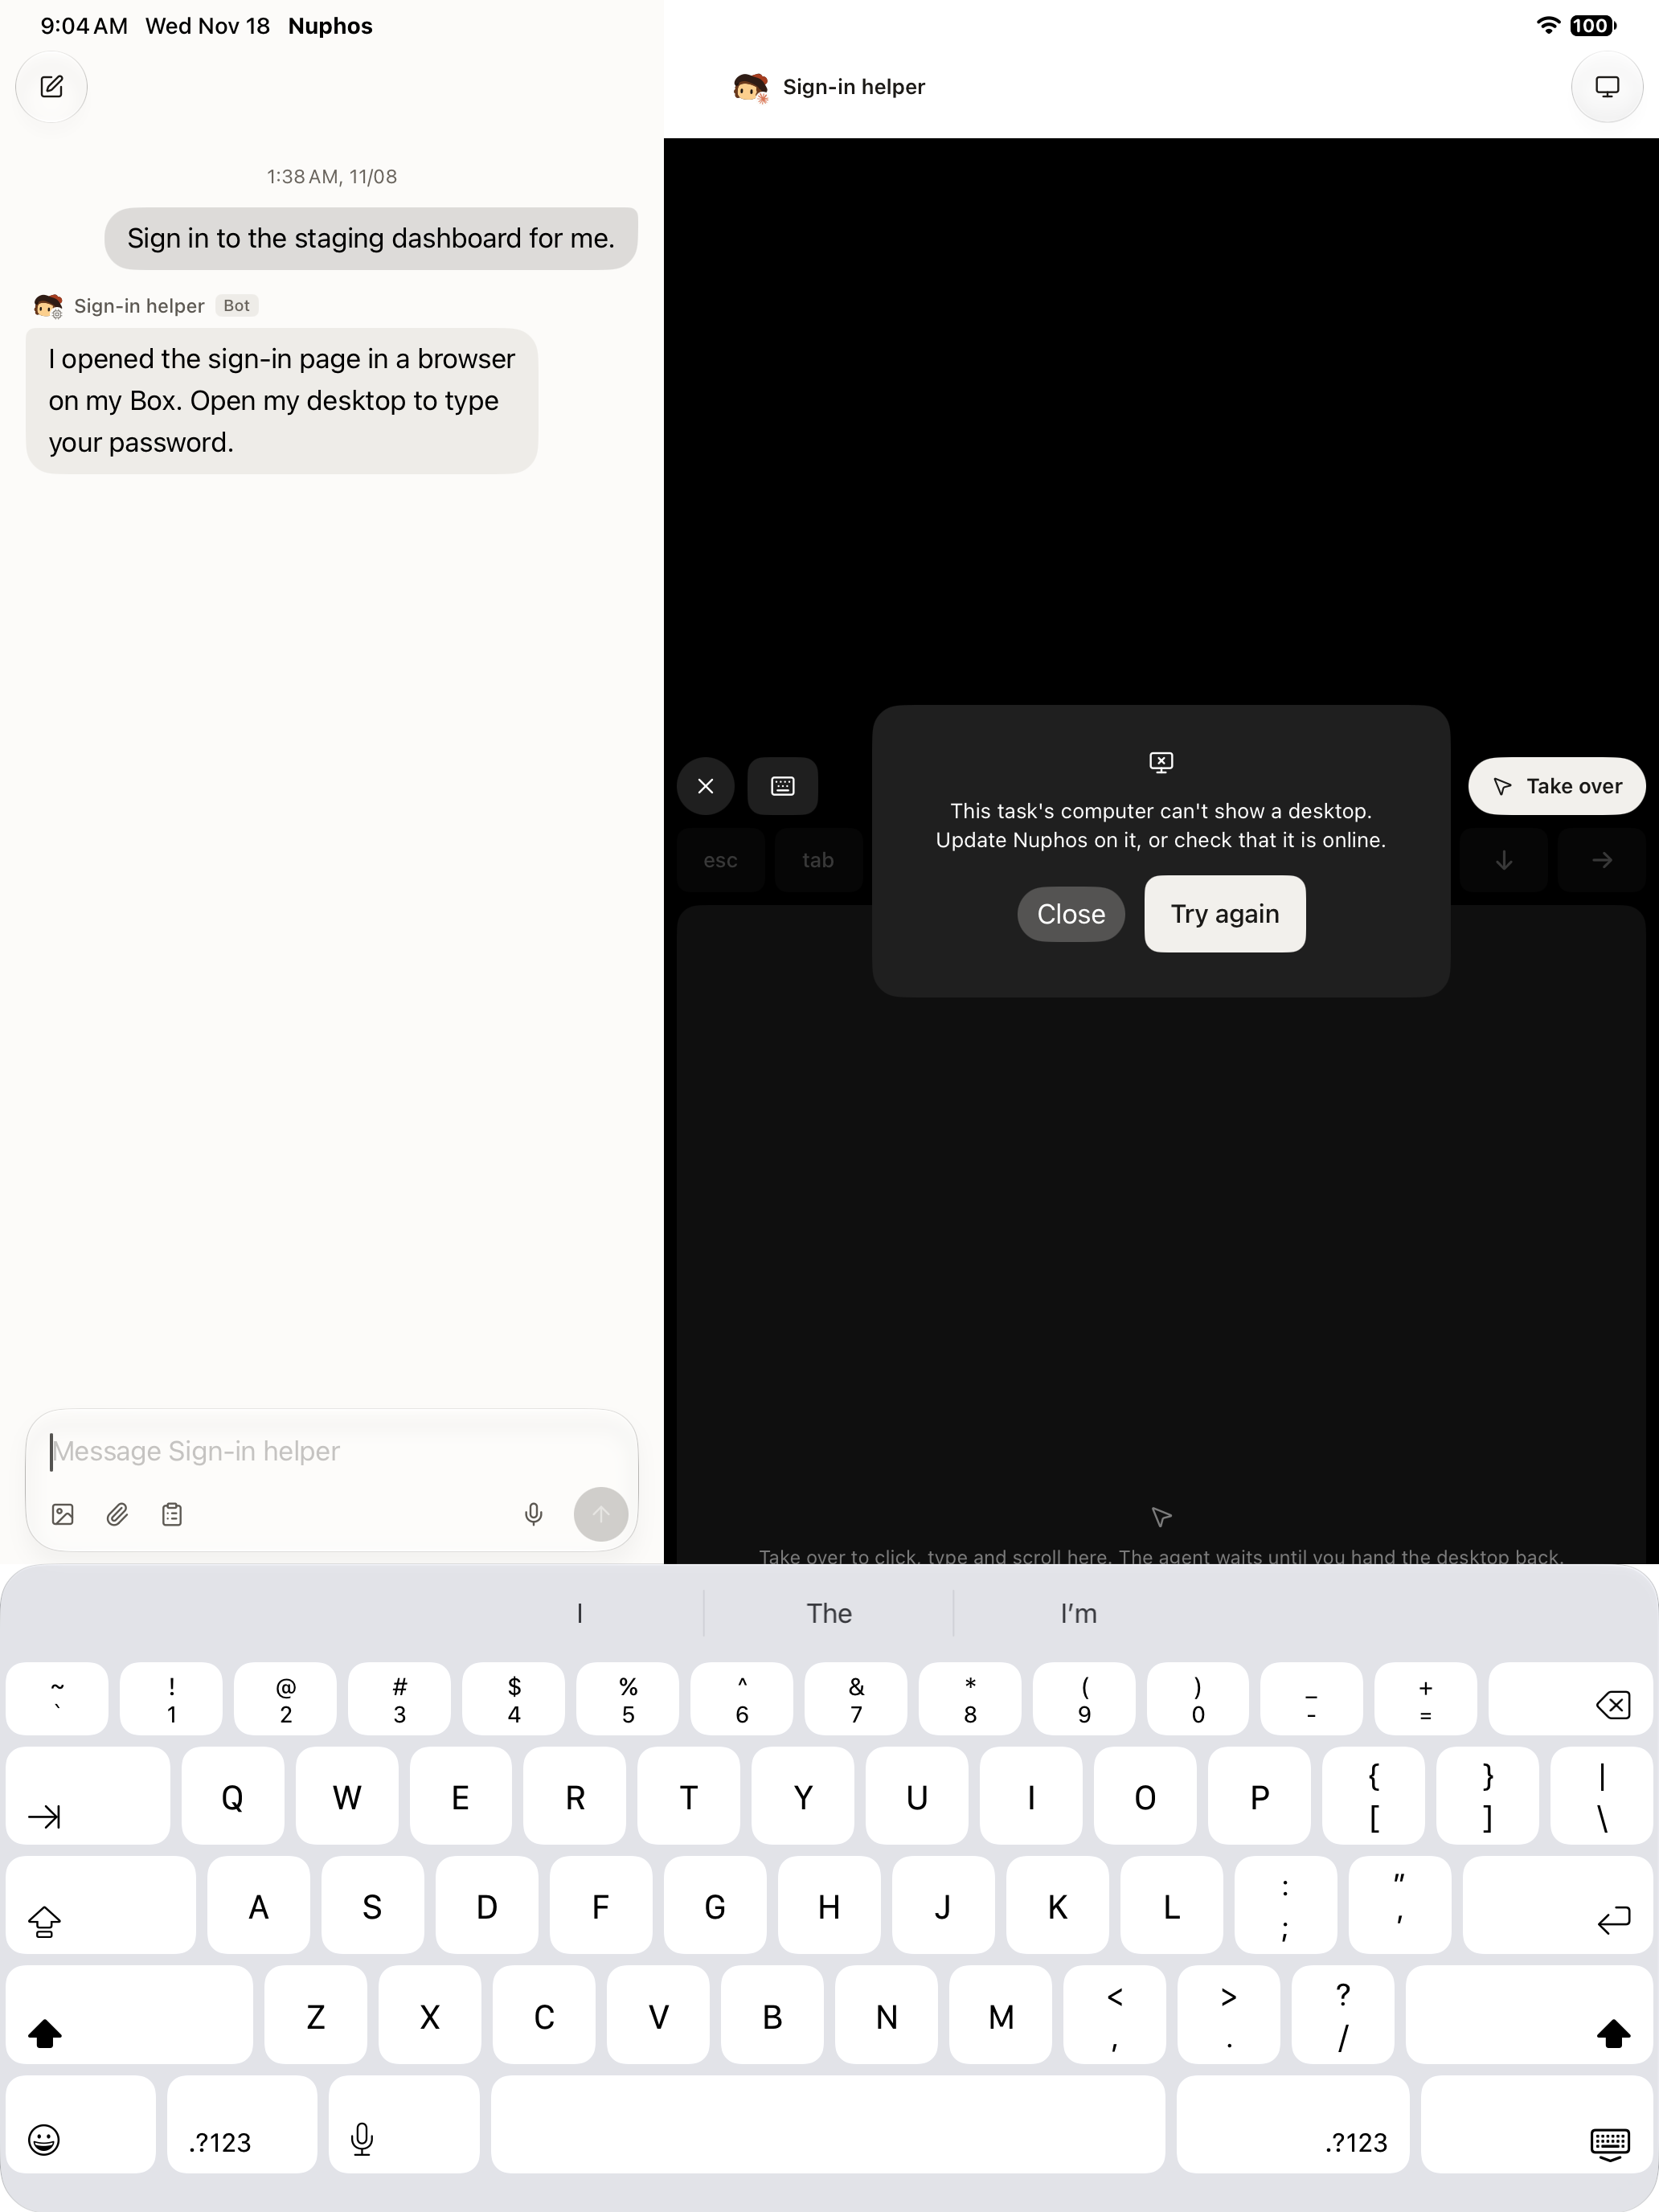 9:04 AM Wed Nov 18 Nuphos
100
Sign-in helper
1:38 AM, 11/08
Sign in to the staging dashboard for me.
Sign-in helper Bot
I opened the sign-in page in a browser
on my Box. Open my desktop to type
your password.
Message Sign-in helper
This task's computer can't show a desktop.
Update Nuphos on it, or check that it is online.
Close Try again
Take over
esc tab
Take over to click, type and scroll here. The agent waits until you hand the desktop back.
I The I’m
~ ! @ # $ % ^ & * ( ) _ +
` 1 2 3 4 5 6 7 8 9 0 - =
Q W E R T Y U I O P { } |
[ ] \
A S D F G H J K L : "
; '
Z X C V B N M < > ?
, . /
.?123 .?123